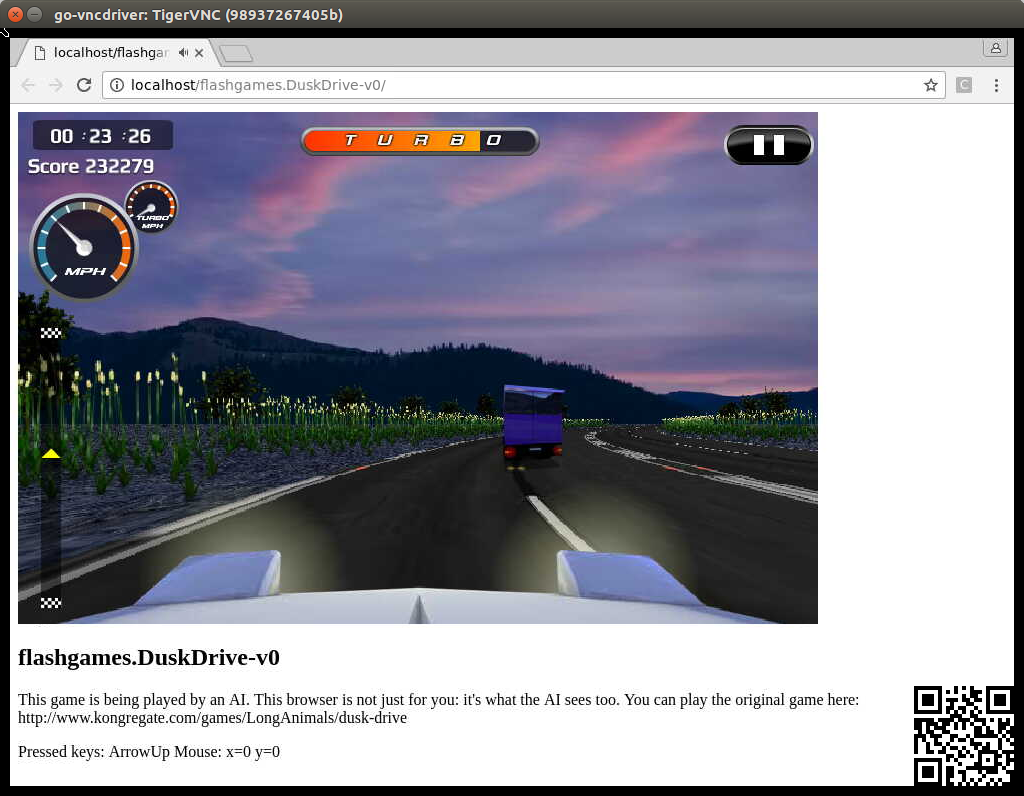 go-vncdriver: TigerVNC (98937267405b)
localhost/flashgar
localhost/flashgames.DuskDrive-v0/
C
00 :23 :26
TURBO
Score 232279
TURBO
MPH
MPH
flashgames.DuskDrive-v0
This game is being played by an AI. This browser is not just for you: it's what the AI sees too. You can play the original game here:
http://www.kongregate.com/games/LongAnimals/dusk-drive
Pressed keys: ArrowUp Mouse: x=0 y=0